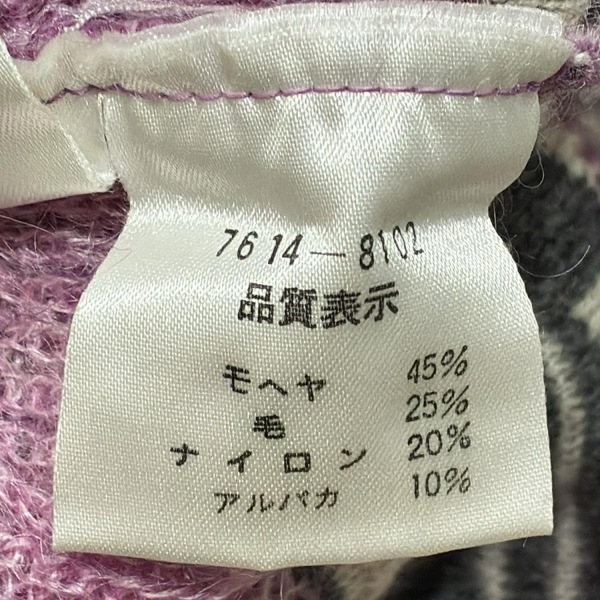 7614-8102
品質表示
モヘヤ 45%
毛 25%
ナイロン 20%
アルパカ 10%